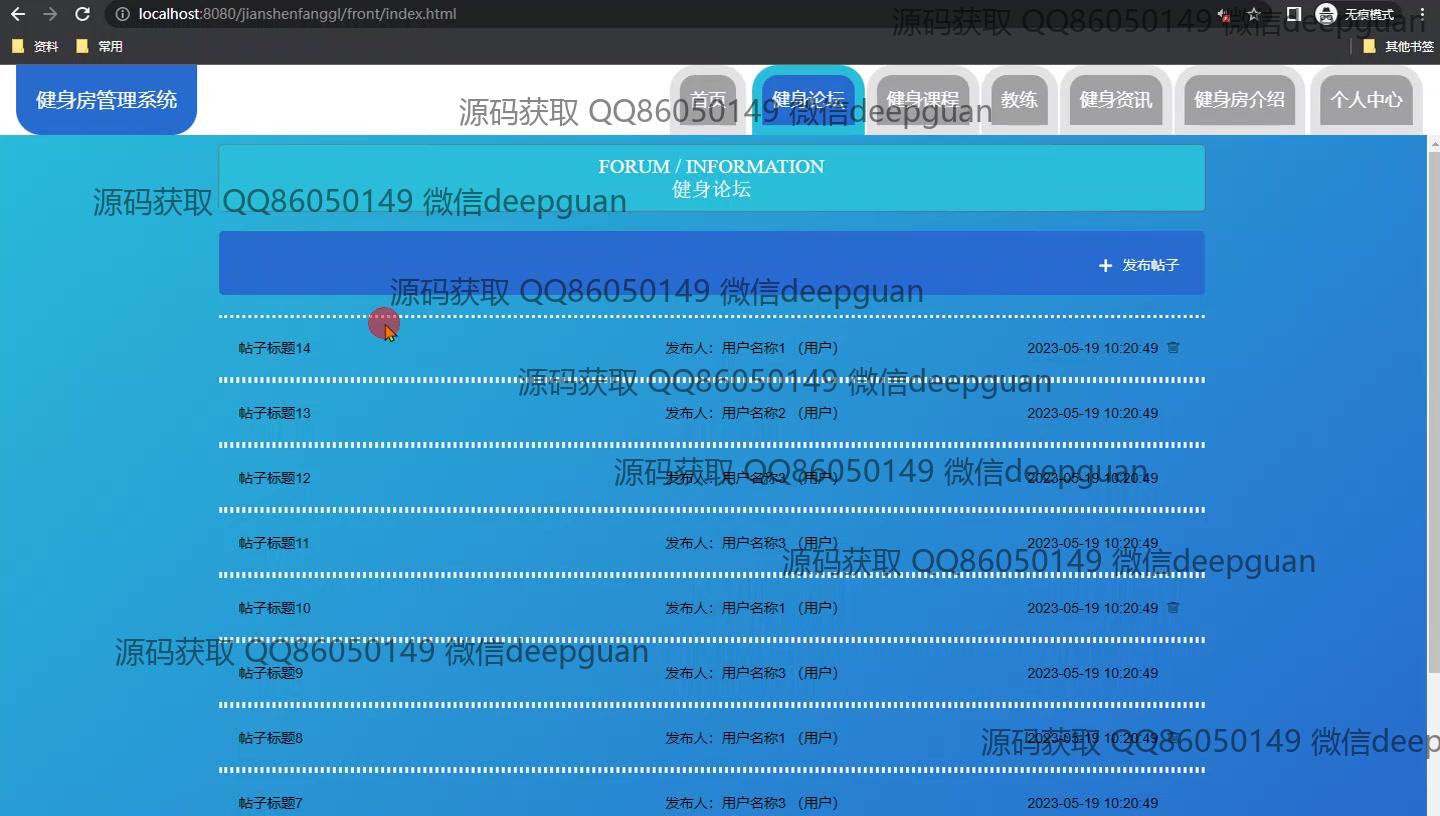 localhost:8080/jianshenfanggl/front/index.html
无痕模式
资料
常用
其他书签
源码获取 QQ86050149 微信deepguan
健身房管理系统
首页
健身论坛
健身课程
教练
健身资讯
健身房介绍
个人中心
源码获取 QQ86050149 微信deepguan
FORUM / INFORMATION
健身论坛
源码获取 QQ86050149 微信deepguan
发布帖子
源码获取 QQ86050149 微信deepguan
帖子标题14 发布人：用户名称1 （用户） 2023-05-19 10:20:49
源码获取 QQ86050149 微信deepguan
帖子标题13 发布人：用户名称2 （用户） 2023-05-19 10:20:49
源码获取 QQ86050149 微信deepguan
帖子标题12 发布人：用户名称3 （用户） 2023-05-19 10:20:49
帖子标题11 发布人：用户名称3 （用户） 2023-05-19 10:20:49
源码获取 QQ86050149 微信deepguan
帖子标题10 发布人：用户名称1 （用户） 2023-05-19 10:20:49
源码获取 QQ86050149 微信deepguan
帖子标题9 发布人：用户名称3 （用户） 2023-05-19 10:20:49
帖子标题8 发布人：用户名称1 （用户） 2023-05-19 10:20:49
源码获取 QQ86050149 微信deep
帖子标题7 发布人：用户名称3 （用户） 2023-05-19 10:20:49